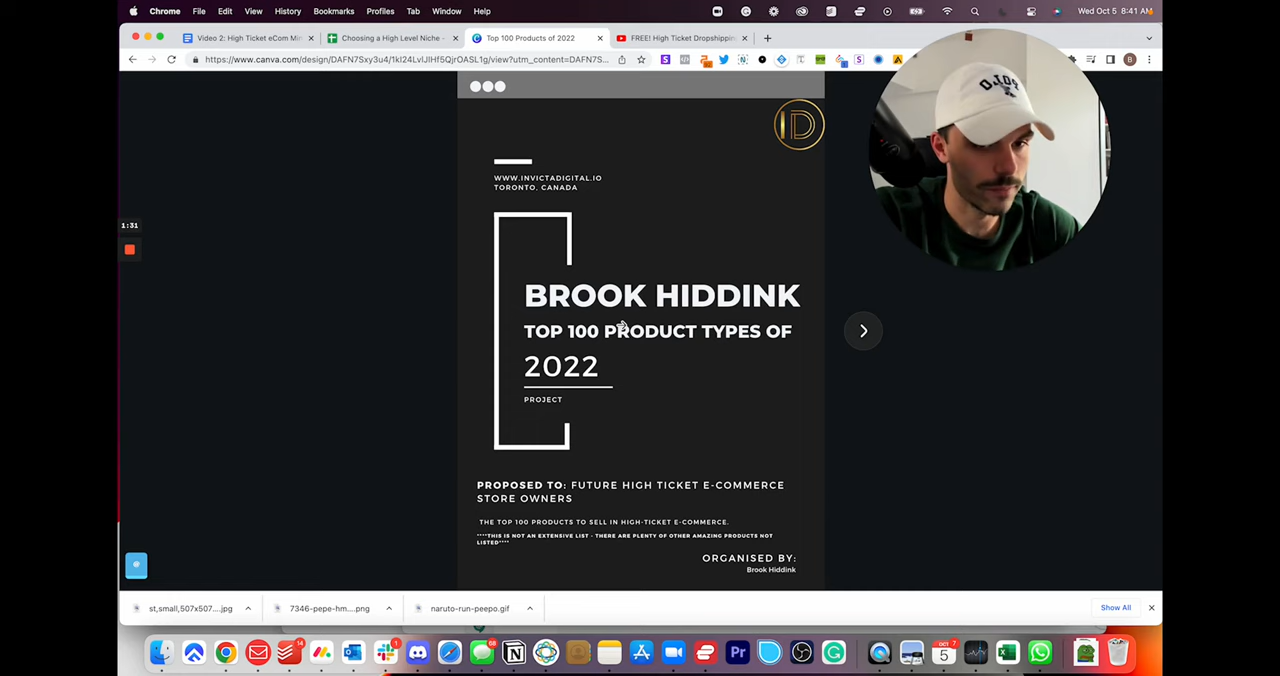 Chrome File Edit View History Bookmarks Profiles Tab Window Help Wed Oct 5 8:41 AM
Video 2: High Ticket eCom Mi Choosing a High Level Niche - Top 100 Products of 2022 FREE! High Ticket Dropshippin
https://www.canva.com/design/DAFN7Sxy3u4/1kI24LvlJlHf5QjrOASL1g/view?utm_content=DAFN7S...
ID
WWW.INVICTADIGITAL.IO
TORONTO, CANADA
1:31
BROOK HIDDINK
TOP 100 PRODUCT TYPES OF
2022
PROJECT
PROPOSED TO: FUTURE HIGH TICKET E-COMMERCE
STORE OWNERS
THE TOP 100 PRODUCTS TO SELL IN HIGH-TICKET E-COMMERCE.
****THIS IS NOT AN EXTENSIVE LIST - THERE ARE PLENTY OF OTHER AMAZING PRODUCTS NOT
LISTED****
ORGANISED BY:
Brook Hiddink
st,small,507x507....jpg 7346-pepe-hm....png naruto-run-peepo.gif Show All